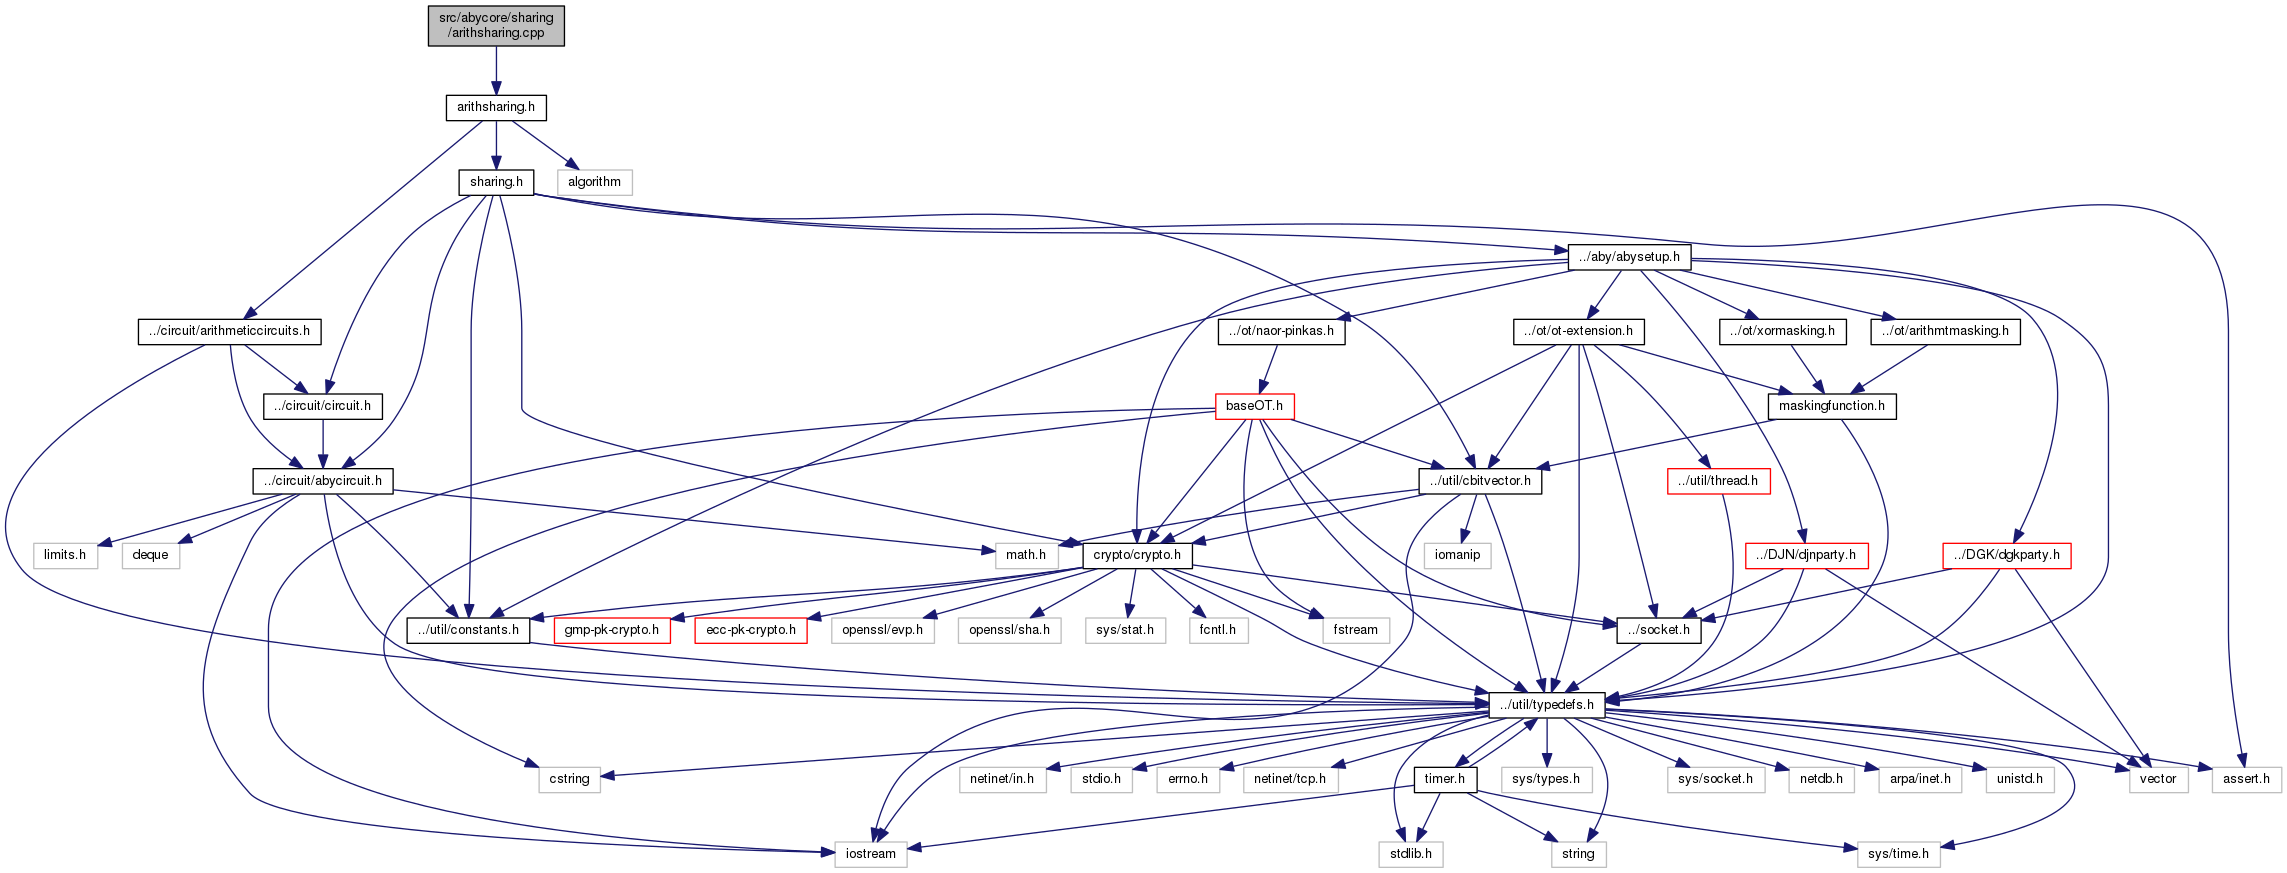 src/abycore/sharing
/arithsharing.cpp
arithsharing.h
sharing.h
algorithm
../aby/abysetup.h
../circuit/arithmeticcircuits.h
../ot/naor-pinkas.h
../ot/ot-extension.h
../ot/xormasking.h
../ot/arithmtmasking.h
../circuit/circuit.h
baseOT.h
maskingfunction.h
../circuit/abycircuit.h
../util/cbitvector.h
../util/thread.h
limits.h
deque
math.h
crypto/crypto.h
iomanip
../DJN/djnparty.h
../DGK/dgkparty.h
../util/constants.h
gmp-pk-crypto.h
ecc-pk-crypto.h
openssl/evp.h
openssl/sha.h
sys/stat.h
fcntl.h
fstream
../socket.h
../util/typedefs.h
cstring
netinet/in.h
stdio.h
errno.h
netinet/tcp.h
timer.h
sys/types.h
sys/socket.h
netdb.h
arpa/inet.h
unistd.h
vector
assert.h
iostream
stdlib.h
string
sys/time.h